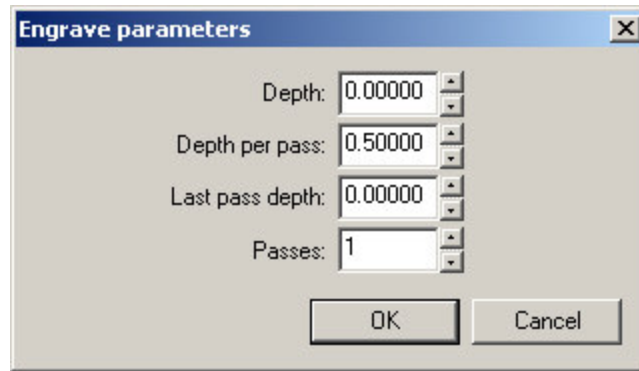 Engrave parameters
Depth: 0.00000
Depth per pass: 0.50000
Last pass depth: 0.00000
Passes: 1
OK Cancel